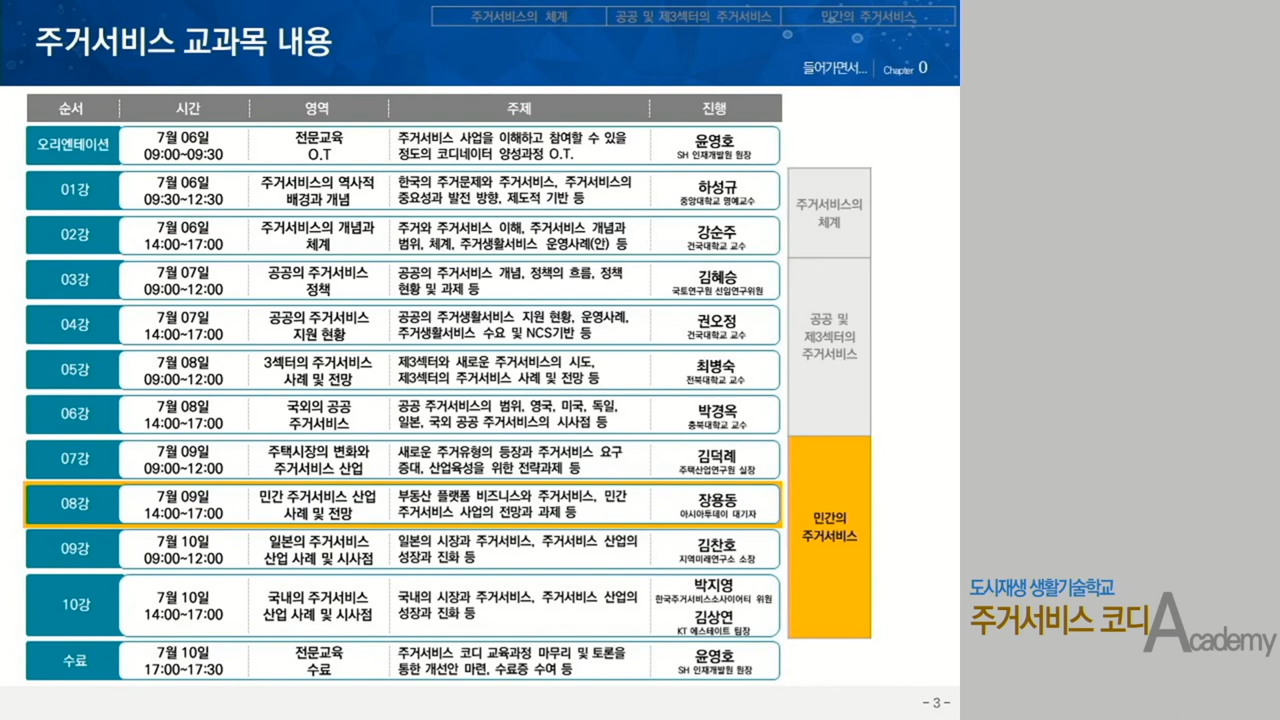 주거서비스의 체계
공공 및 제3섹터의 주거서비스
민간의 주거서비스
주거서비스 교과목 내용
들어가면서... Chapter 0
순서 시간 영역 주제 진행
오리엔테이션
7월 06일
09:00~09:30
전문교육
O.T
주거서비스 사업을 이해하고 참여할 수 있을
정도의 코디네이터 양성과정 O.T.
윤영호
SH 인재개발원 원장
01강
7월 06일
09:30~12:30
주거서비스의 역사적
배경과 개념
한국의 주거문제와 주거서비스, 주거서비스의
중요성과 발전 방향, 제도적 기반 등
하성규
중앙대학교 명예교수
02강
7월 06일
14:00~17:00
주거서비스의 개념과
체계
주거와 주거서비스 이해, 주거서비스 개념과
범위, 체계, 주거생활서비스 운영사례(안) 등
강순주
건국대학교 교수
주거서비스의
체계
03강
7월 07일
09:00~12:00
공공의 주거서비스
정책
공공의 주거서비스 개념, 정책의 흐름, 정책
현황 및 과제 등
김혜승
국토연구원 선임연구위원
04강
7월 07일
14:00~17:00
공공의 주거서비스
지원 현황
공공의 주거생활서비스 지원 현황, 운영사례,
주거생활서비스 수요 및 NCS기반 등
권오정
건국대학교 교수
05강
7월 08일
09:00~12:00
3섹터의 주거서비스
사례 및 전망
제3섹터와 새로운 주거서비스의 시도,
제3섹터의 주거서비스 사례 및 전망 등
최병숙
전북대학교 교수
06강
7월 08일
14:00~17:00
국외의 공공
주거서비스
공공 주거서비스의 범위, 영국, 미국, 독일,
일본, 국외 공공 주거서비스의 시사점 등
박경옥
충북대학교 교수
공공 및
제3섹터의
주거서비스
07강
7월 09일
09:00~12:00
주택시장의 변화와
주거서비스 산업
새로운 주거유형의 등장과 주거서비스 요구
증대, 산업육성을 위한 전략과제 등
김덕례
주택산업연구원 실장
08강
7월 09일
14:00~17:00
민간 주거서비스 산업
사례 및 전망
부동산 플랫폼 비즈니스와 주거서비스, 민간
주거서비스 사업의 전망과 과제 등
장용동
아시아투데이 대기자
09강
7월 10일
09:00~12:00
일본의 주거서비스
산업 사례 및 시사점
일본의 시장과 주거서비스, 주거서비스 산업의
성장과 진화 등
김찬호
지역미래연구소 소장
10강
7월 10일
14:00~17:00
국내의 주거서비스
산업 사례 및 시사점
국내의 시장과 주거서비스, 주거서비스 산업의
성장과 진화 등
박지영
한국주거서비스소사이어티 위원
김상연
KT 에스테이트 팀장
민간의
주거서비스
수료
7월 10일
17:00~17:30
전문교육
수료
주거서비스 코디 교육과정 마무리 및 토론을
통한 개선안 마련, 수료증 수여 등
윤영호
SH 인재개발원 원장
도시재생 생활기술학교
주거서비스 코디 Academy
- 3 -